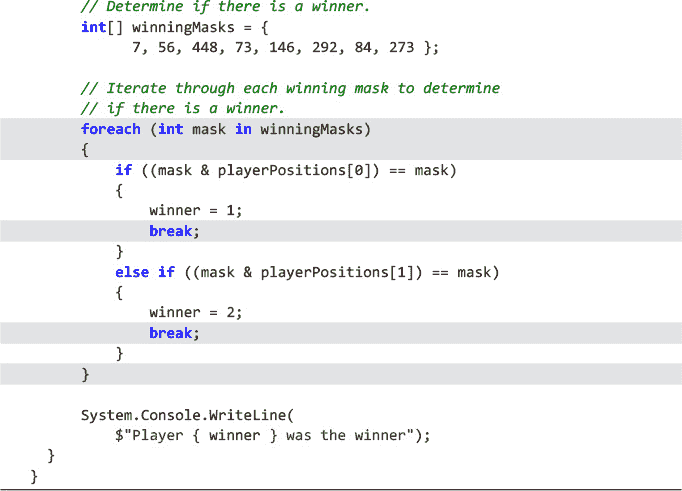 // Determine if there is a winner.
int[] winningMasks = {
7, 56, 448, 73, 146, 292, 84, 273 };
// Iterate through each winning mask to determine
// if there is a winner.
foreach (int mask in winningMasks)
{
if ((mask & playerPositions[0]) == mask)
{
winner = 1;
break;
}
else if ((mask & playerPositions[1]) == mask)
{
winner = 2;
break;
}
}
System.Console.WriteLine(
$"Player { winner } was the winner");
}
}